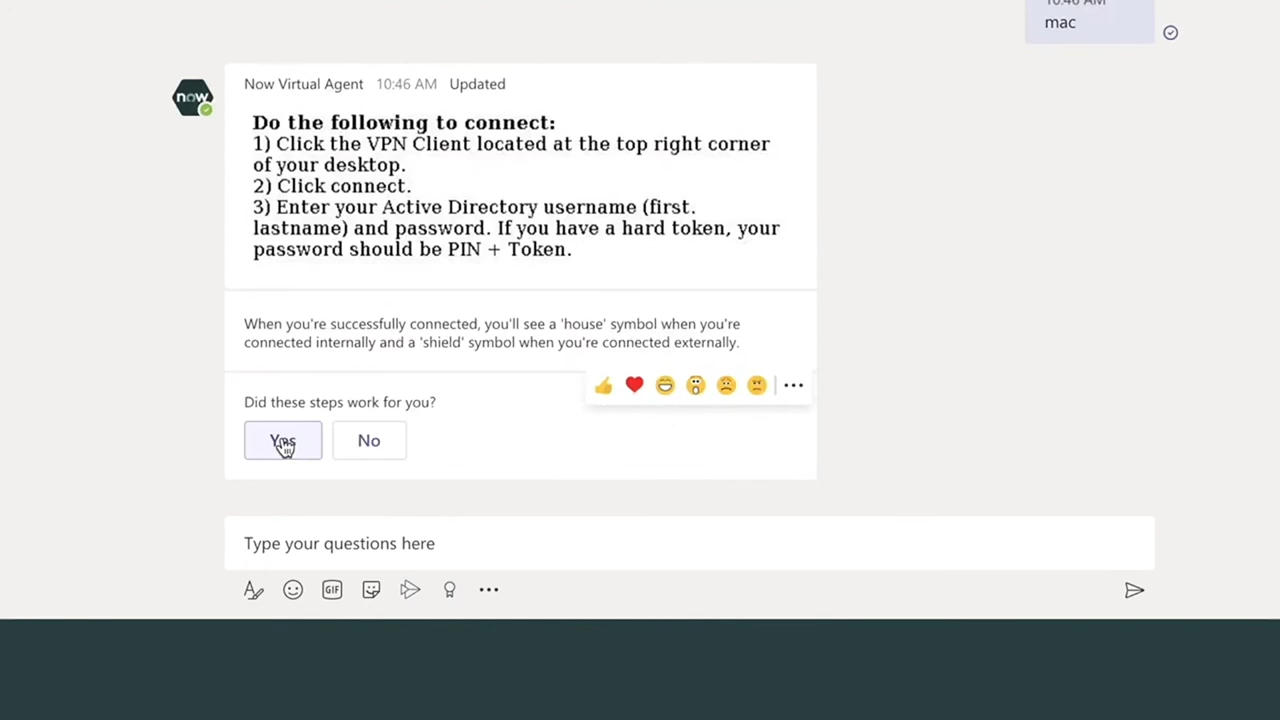 mac
now
Now Virtual Agent 10:46 AM Updated
Do the following to connect:
1) Click the VPN Client located at the top right corner
of your desktop.
2) Click connect.
3) Enter your Active Directory username (first.
lastname) and password. If you have a hard token, your
password should be PIN + Token.
When you're successfully connected, you'll see a 'house' symbol when you're
connected internally and a 'shield' symbol when you're connected externally.
Did these steps work for you?
Yes No
Type your questions here
GIF